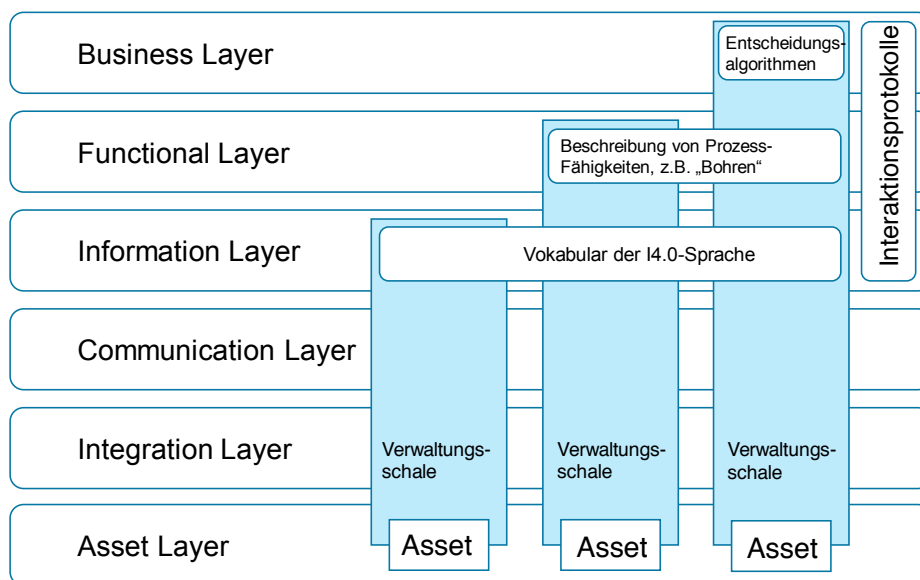 Business Layer
Entscheidungs-
algorithmen
Interaktionsprotokolle
Functional Layer
Beschreibung von Prozess-
Fähigkeiten, z.B. „Bohren“
Information Layer
Vokabular der I4.0-Sprache
Communication Layer
Integration Layer
Verwaltungs-
schale
Verwaltungs-
schale
Verwaltungs-
schale
Asset Layer
Asset
Asset
Asset